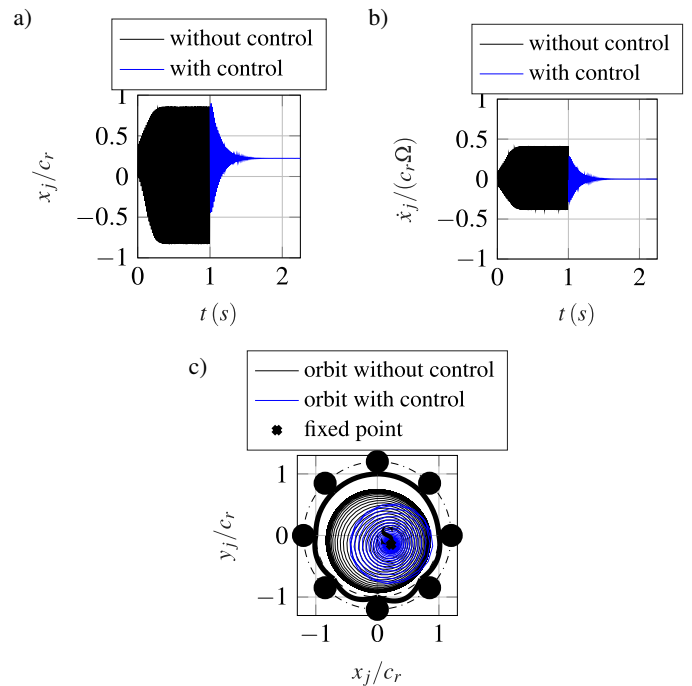 a)
without control
with control
1
0.5
0
−0.5
−1
0 1 2
x_j/c_r
t (s)
b)
without control
with control
1
0.5
0
−0.5
−1
0 1 2
ẋ_j/(c_rΩ)
t (s)
c)
orbit without control
orbit with control
fixed point
1
0
−1
−1 0 1
y_j/c_r
x_j/c_r